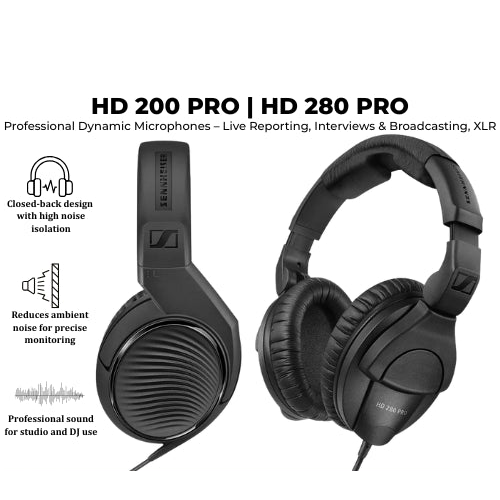 HD 200 PRO | HD 280 PRO
Professional Dynamic Microphones – Live Reporting, Interviews & Broadcasting, XLR
Closed-back design
with high noise
isolation
Reduces ambient
noise for precise
monitoring
Professional sound
for studio and DJ use
SENNHEISER
SENNHEISER
HD 280 PRO